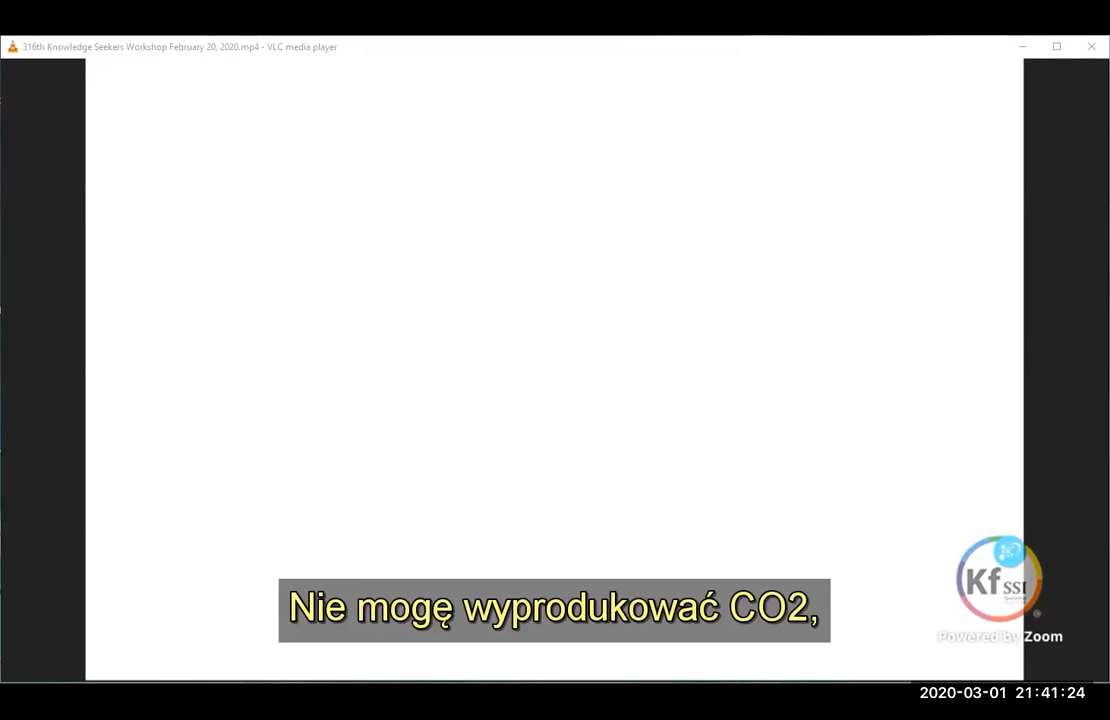 316th Knowledge Seekers Workshop February 20, 2020.mp4 - VLC media player
Kf SSI
Powered by Zoom
Nie mogę wyprodukować CO2,
2020-03-01 21:41:24